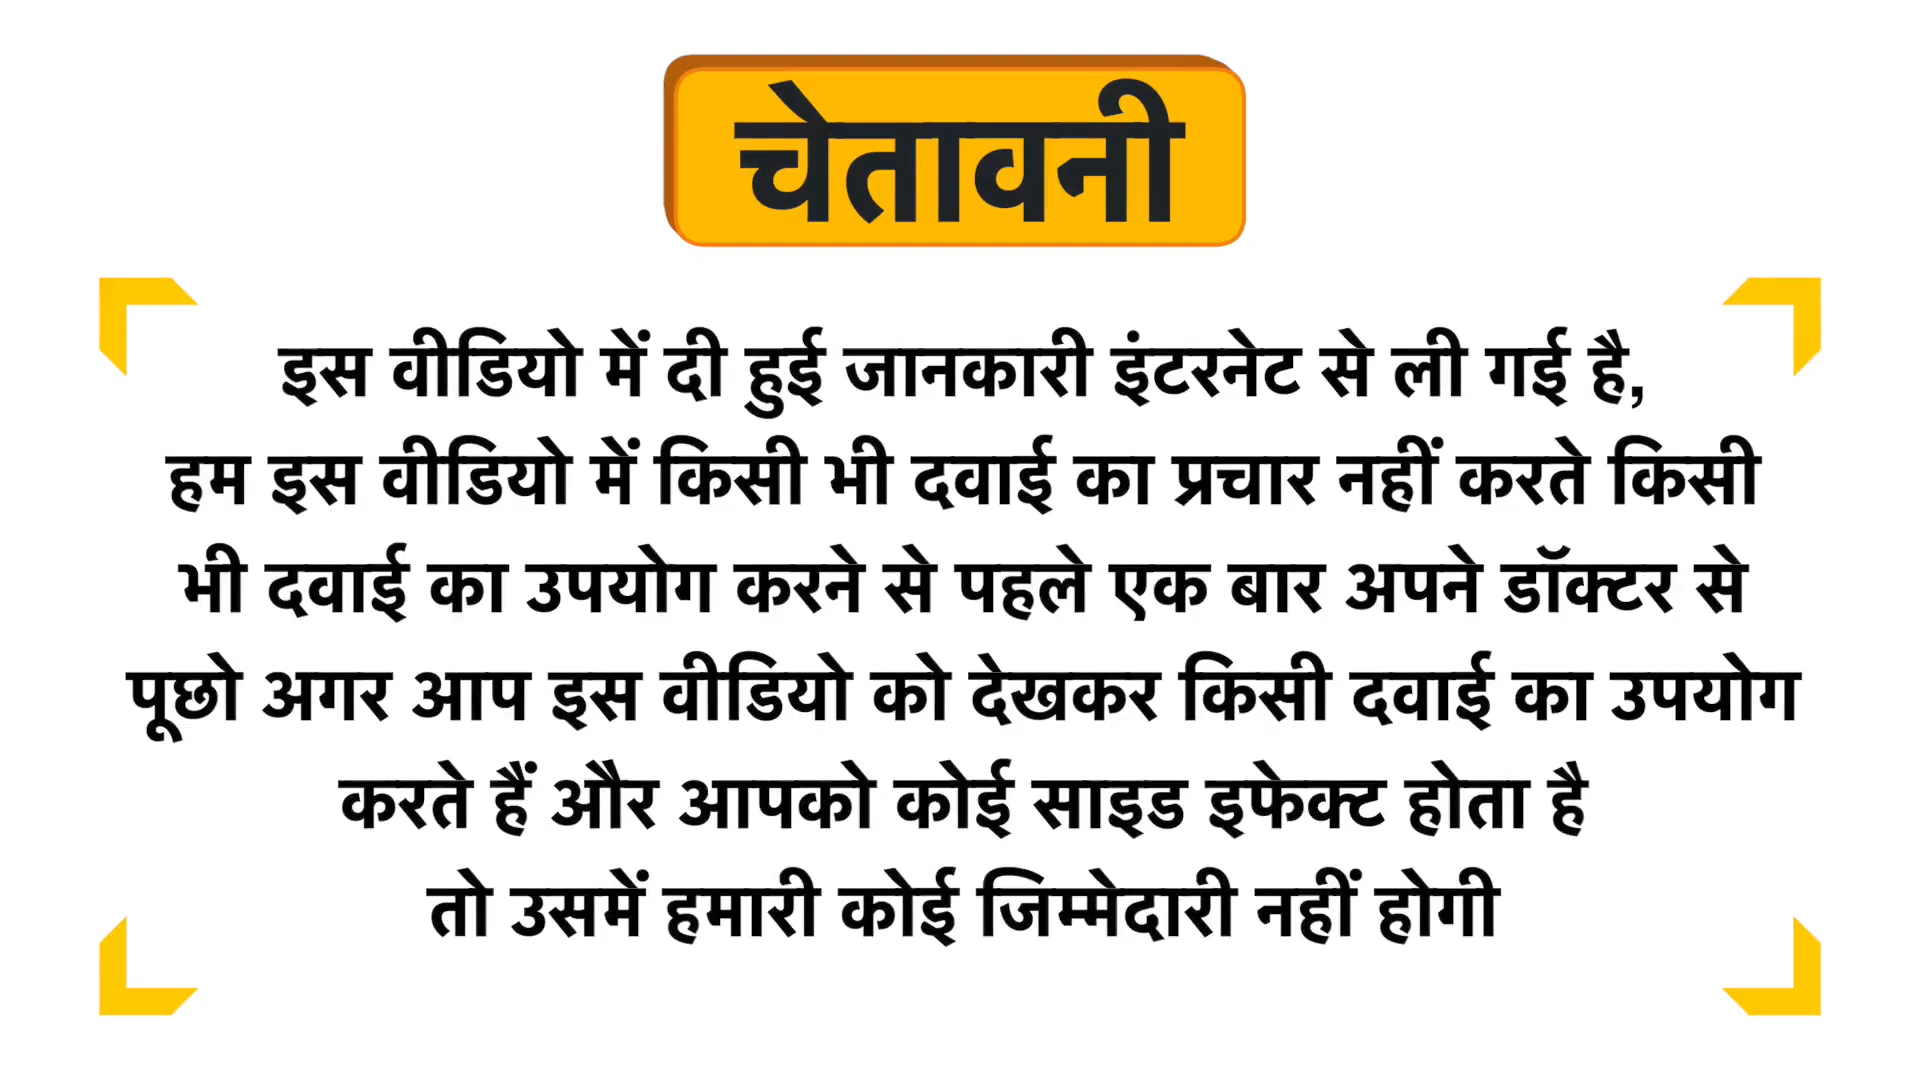 चेतावनी
इस वीडियो में दी हुई जानकारी इंटरनेट से ली गई है,
हम इस वीडियो में किसी भी दवाई का प्रचार नहीं करते किसी
भी दवाई का उपयोग करने से पहले एक बार अपने डॉक्टर से
पूछो अगर आप इस वीडियो को देखकर किसी दवाई का उपयोग
करते हैं और आपको कोई साइड इफेक्ट होता है
तो उसमें हमारी कोई जिम्मेदारी नहीं होगी